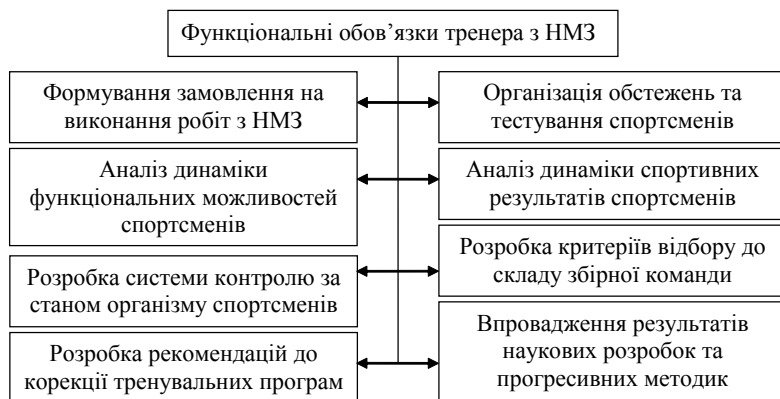 Функціональні обов’язки тренера з НМЗ
Формування замовлення на
виконання робіт з НМЗ
Організація обстежень та
тестування спортсменів
Аналіз динаміки
функціональних можливостей
спортсменів
Аналіз динаміки спортивних
результатів спортсменів
Розробка системи контролю за
станом організму спортсменів
Розробка критеріїв відбору до
складу збірної команди
Розробка рекомендацій до
корекції тренувальних програм
Впровадження результатів
наукових розробок та
прогресивних методик